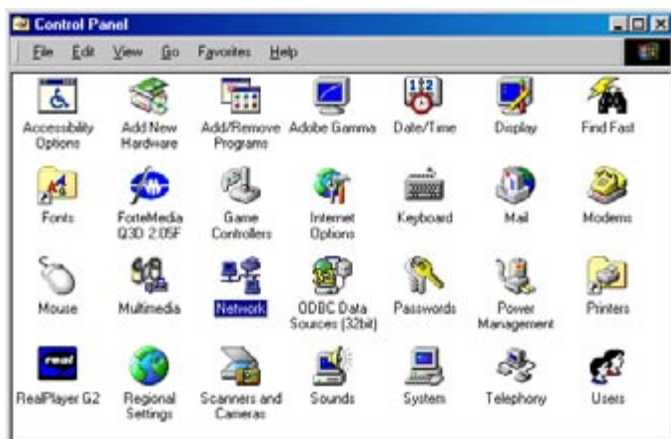 Control Panel
File Edit View Go Favorites Help
Accessibility Options
Add New Hardware
Add/Remove Programs
Adobe Gamma
Date/Time
Display
Find Fast
Fonts
ForteMedia Q3D 2.05F
Game Controllers
Internet Options
Keyboard
Mail
Modems
Mouse
Multimedia
Network
ODBC Data Sources (32bit)
Passwords
Power Management
Printers
real
RealPlayer G2
Regional Settings
Scanners and Cameras
Sounds
System
Telephony
Users